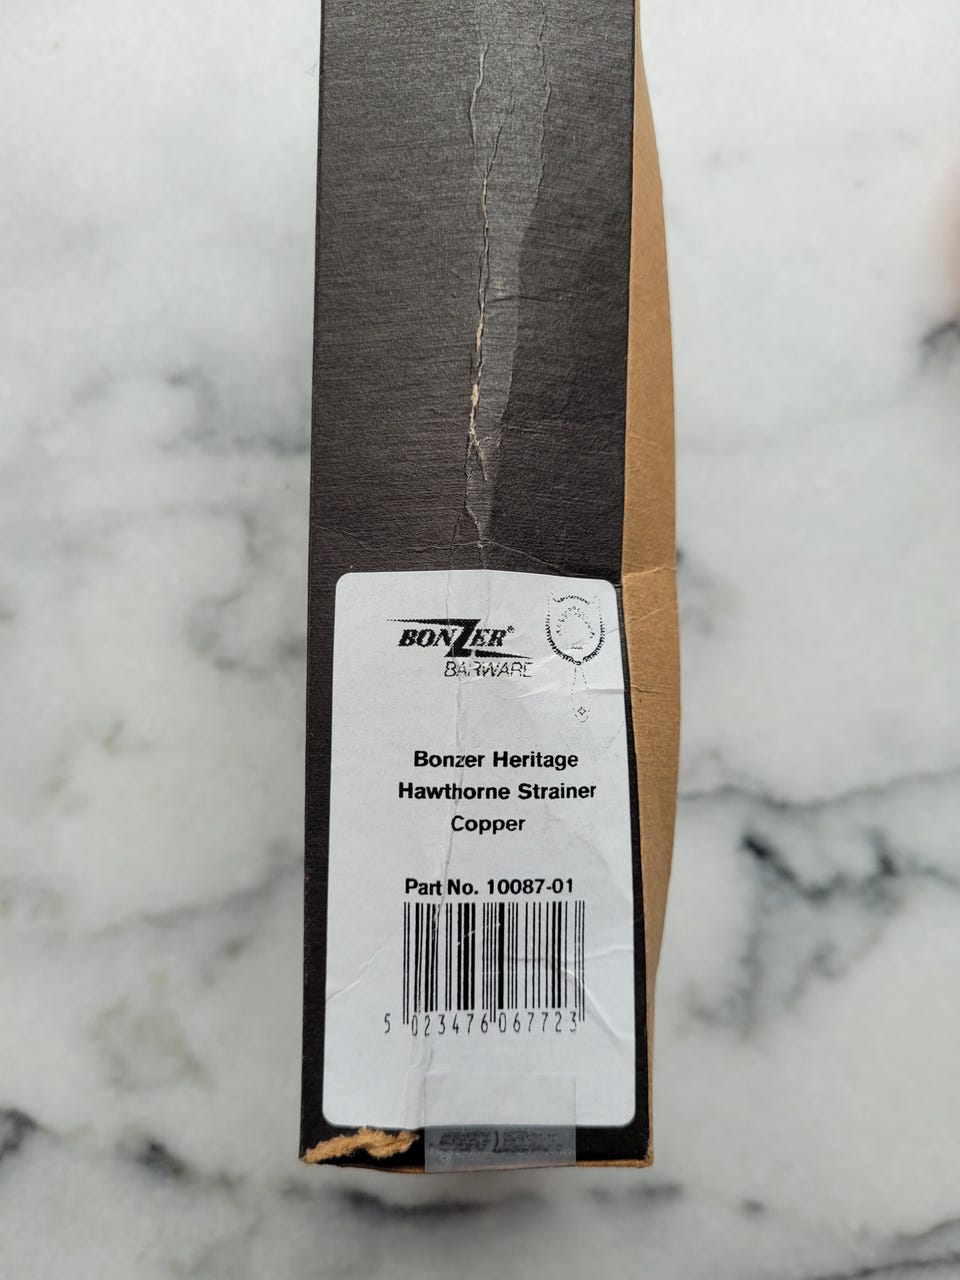 BONZER®
BARWARE
Bonzer Heritage
Hawthorne Strainer
Copper
Part No. 10087-01
5 023476 067723